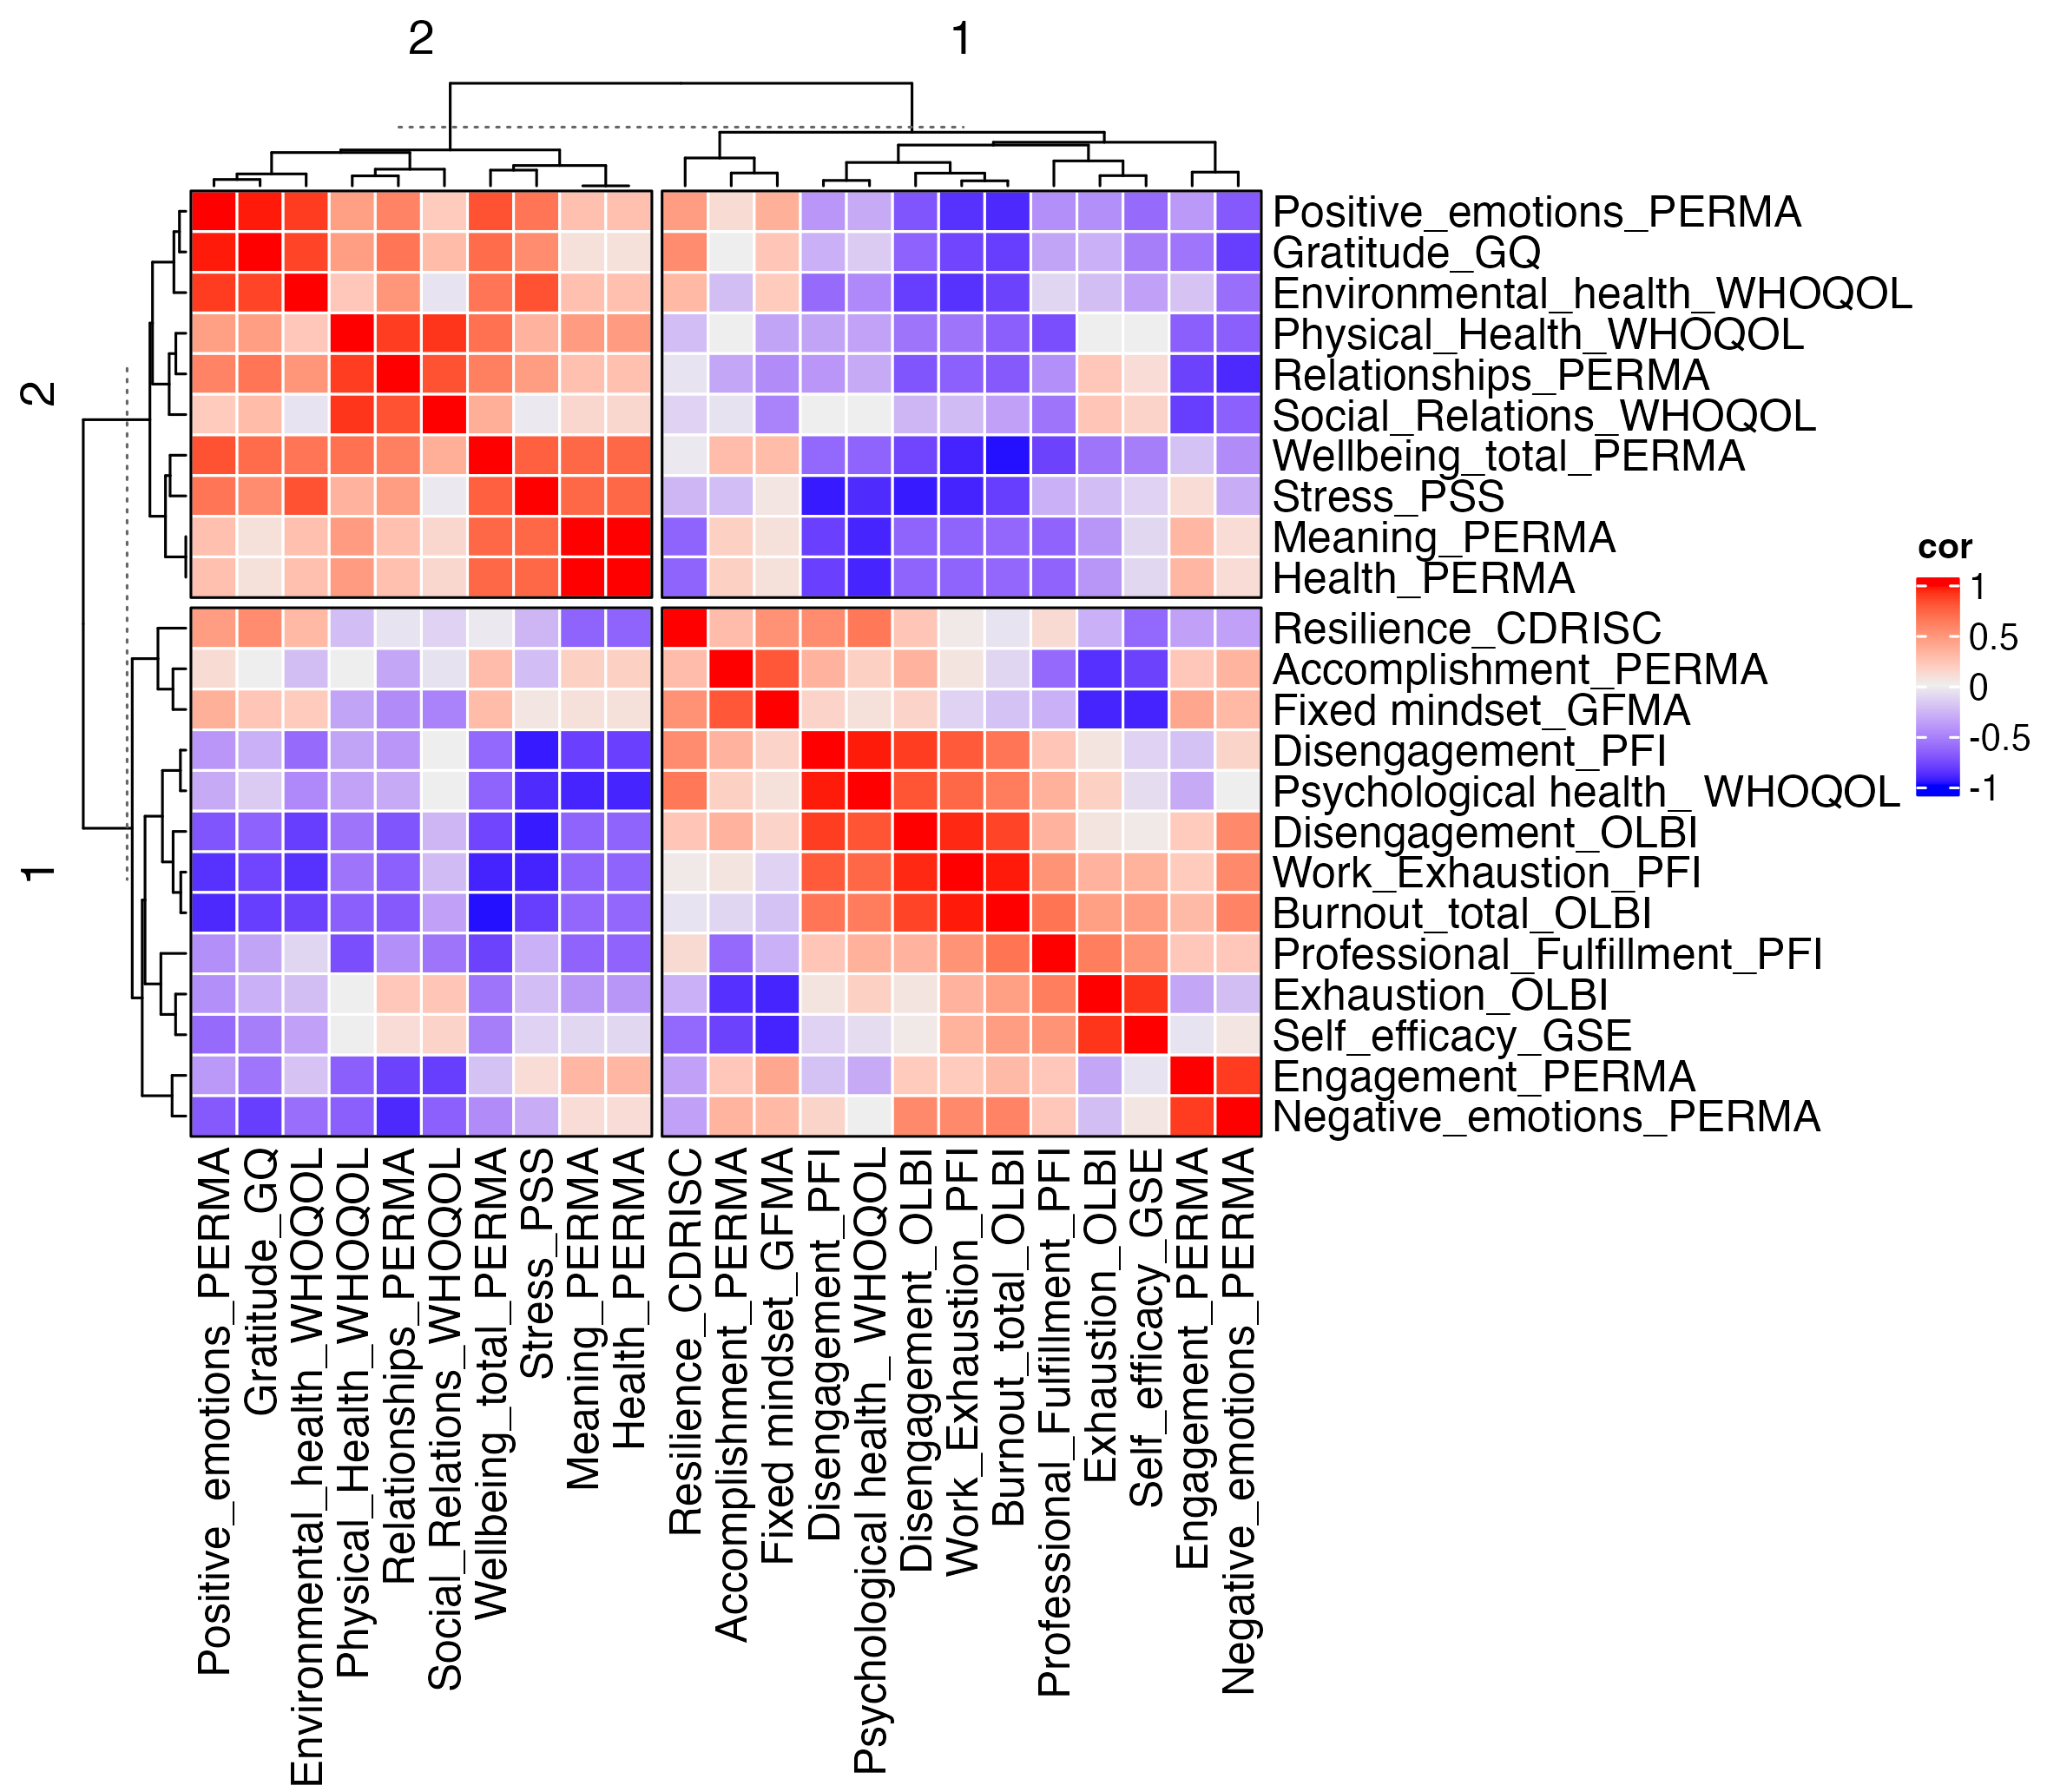 2 1
2
1
Positive_emotions_PERMA
Gratitude_GQ
Environmental_health_WHOQOL
Physical_Health_WHOQOL
Relationships_PERMA
Social_Relations_WHOQOL
Wellbeing_total_PERMA
Stress_PSS
Meaning_PERMA
Health_PERMA
Resilience_CDRISC
Accomplishment_PERMA
Fixed mindset_GFMA
Disengagement_PFI
Psychological health_ WHOQOL
Disengagement_OLBI
Work_Exhaustion_PFI
Burnout_total_OLBI
Professional_Fulfillment_PFI
Exhaustion_OLBI
Self_efficacy_GSE
Engagement_PERMA
Negative_emotions_PERMA
cor
1
0.5
0
-0.5
-1
Positive_emotions_PERMA
Gratitude_GQ
Environmental_health_WHOQOL
Physical_Health_WHOQOL
Relationships_PERMA
Social_Relations_WHOQOL
Wellbeing_total_PERMA
Stress_PSS
Meaning_PERMA
Health_PERMA
Resilience_CDRISC
Accomplishment_PERMA
Fixed mindset_GFMA
Disengagement_PFI
Psychological health_ WHOQOL
Disengagement_OLBI
Work_Exhaustion_PFI
Burnout_total_OLBI
Professional_Fulfillment_PFI
Exhaustion_OLBI
Self_efficacy_GSE
Engagement_PERMA
Negative_emotions_PERMA